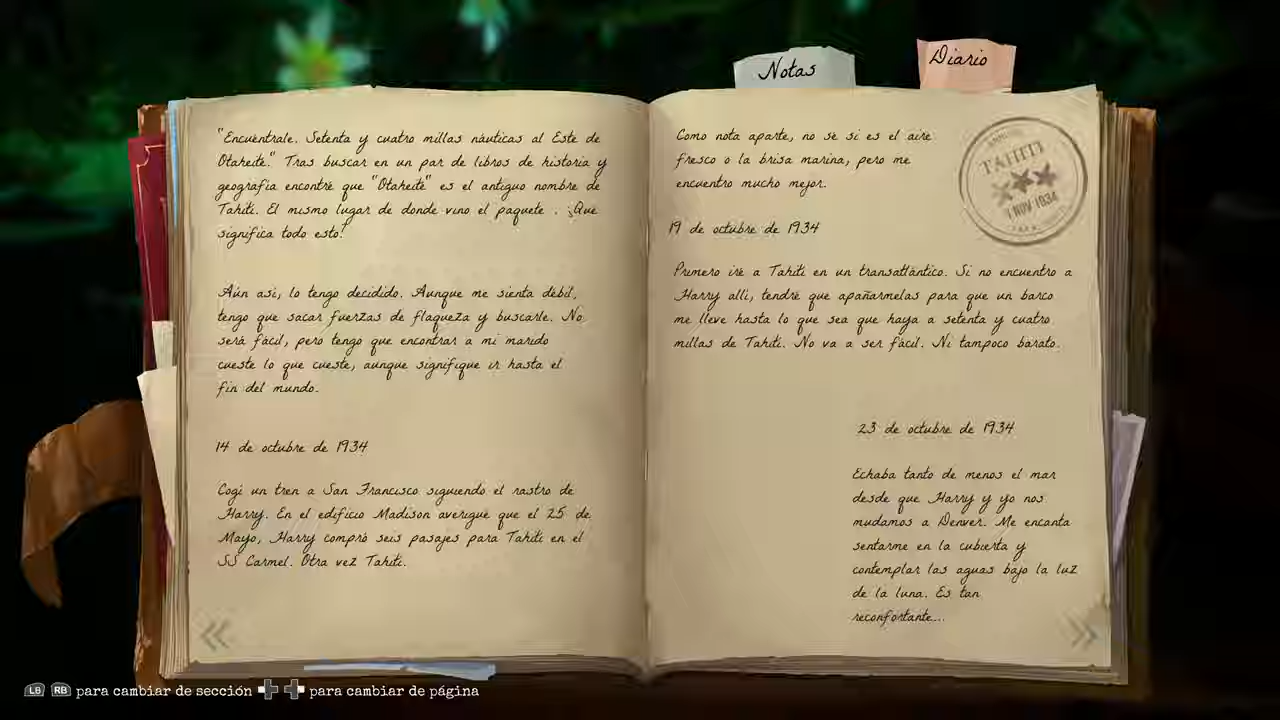 Notas
Diario
"Encuéntrale. Setenta y cuatro millas náuticas al Este de
Otaheite." Tras buscar en un par de libros de historia y
geografía encontré que "Otaheite" es el antiguo nombre de
Tahití. El mismo lugar de donde vino el paquete . ¿Qué
significa todo esto?
Aún así, lo tengo decidido. Aunque me sienta débil,
tengo que sacar fuerzas de flaqueza y buscarle. No
será fácil, pero tengo que encontrar a mi marido
cueste lo que cueste, aunque signifique ir hasta el
fin del mundo.
14 de octubre de 1934
Cogí un tren a San Francisco siguiendo el rastro de
Harry. En el edificio Madison averigüé que el 25 de
Mayo, Harry compró seis pasajes para Tahití en el
SS Carmel. Otra vez Tahití.
Como nota aparte, no sé si es el aire
fresco o la brisa marina, pero me
encuentro mucho mejor.
TAHITI
1 NOV 1934
19 de octubre de 1934
Primero iré a Tahití en un transatlántico. Si no encuentro a
Harry allí, tendré que apañármelas para que un barco
me lleve hasta lo que sea que haya a setenta y cuatro
millas de Tahití. No va a ser fácil. Ni tampoco barato.
23 de octubre de 1934
Echaba tanto de menos el mar
desde que Harry y yo nos
mudamos a Denver. Me encanta
sentarme en la cubierta y
contemplar las aguas bajo la luz
de la luna. Es tan
reconfortante...
LB RB para cambiar de sección para cambiar de página